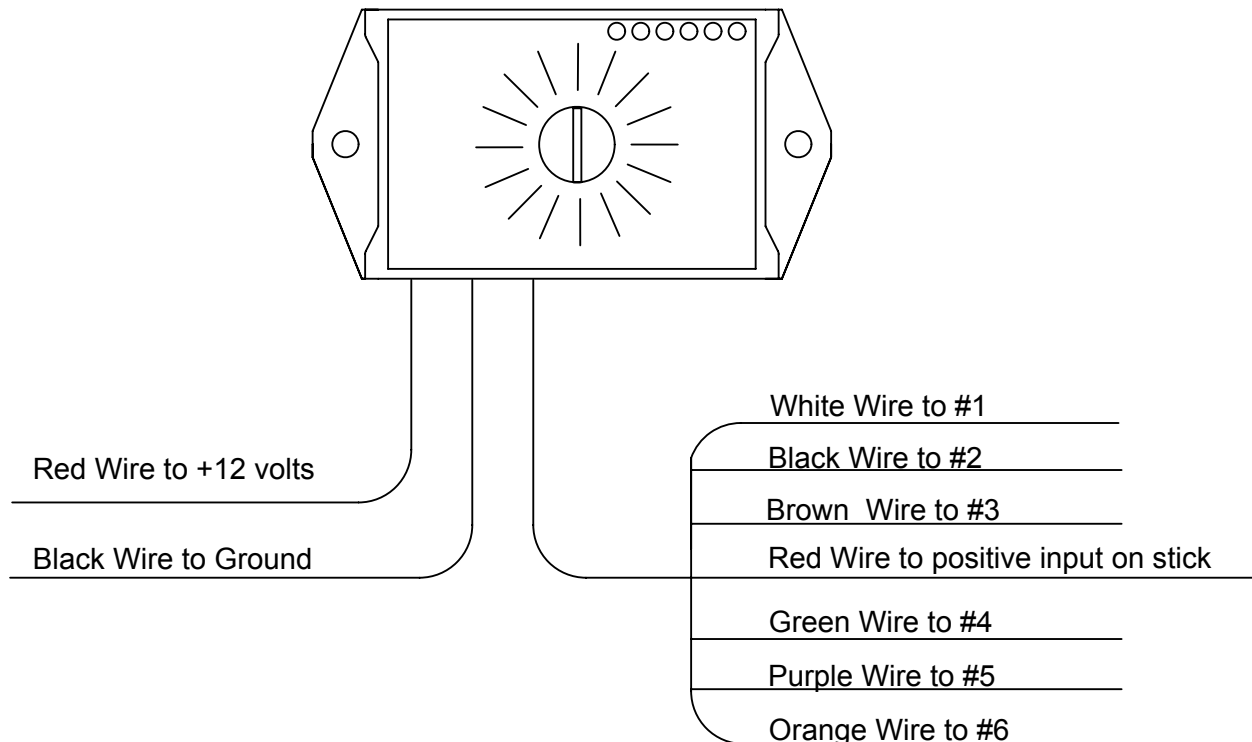 Red Wire to +12 volts
Black Wire to Ground
White Wire to #1
Black Wire to #2
Brown  Wire to #3
Red Wire to positive input on stick
Green Wire to #4
Purple Wire to #5
Orange Wire to #6